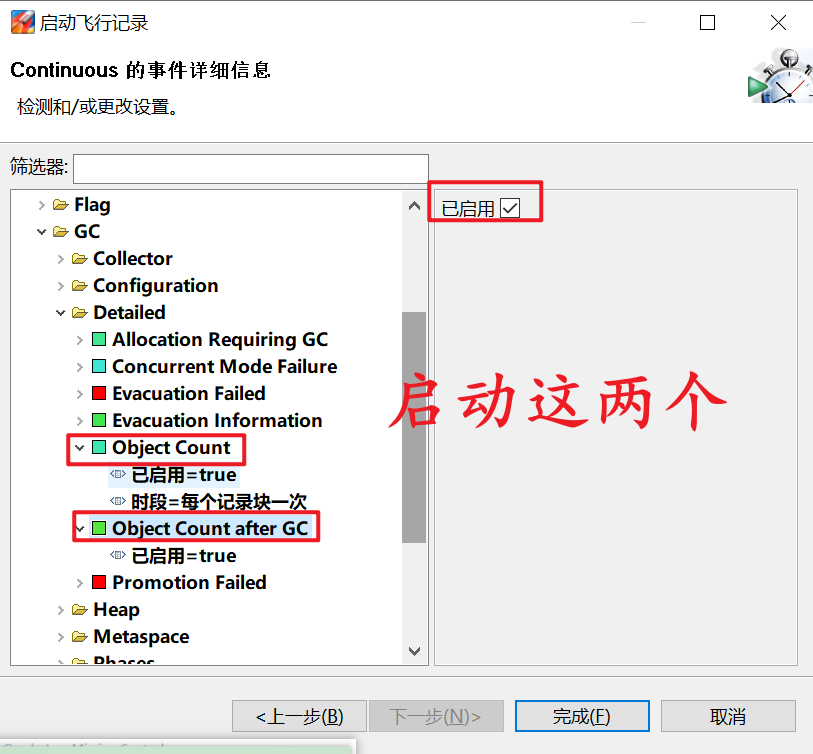 启动飞行记录
Continuous 的事件详细信息
检测和/或更改设置。
筛选器:
已启用
Flag
GC
Collector
Configuration
Detailed
Allocation Requiring GC
Concurrent Mode Failure
Evacuation Failed
Evacuation Information
Object Count
已启用=true
时段=每个记录块一次
Object Count after GC
已启用=true
Promotion Failed
Heap
Metaspace
Phases
启动这两个
<上一步(B)
下一步(N)>
完成(F)
取消